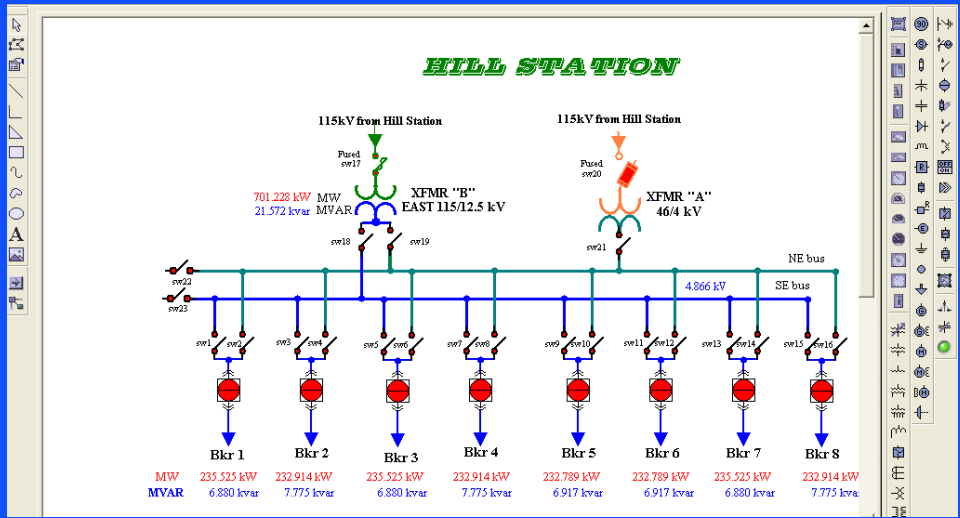 HILL STATION
115kV from Hill Station
115kV from Hill Station
Fused
sw17
Fused
sw20
701.228 kW MW
21.572 kvar MVAR
XFMR "B"
EAST 115/12.5 kV
XFMR "A"
46/4 kV
sw18
sw19
sw21
NE bus
sw22
4.866 kV
SE bus
sw23
sw1 sw2 sw3 sw4 sw5 sw6 sw7 sw8 sw9 sw10 sw11 sw12 sw13 sw14 sw15 sw16
Bkr 1 Bkr 2 Bkr 3 Bkr 4 Bkr 5 Bkr 6 Bkr 7 Bkr 8
MW 235.525 kW 232.914 kW 235.525 kW 232.914 kW 232.789 kW 232.789 kW 235.525 kW 232.914 kW
MVAR 6.880 kvar 7.775 kvar 6.880 kvar 7.775 kvar 6.917 kvar 6.917 kvar 6.880 kvar 7.775 kva
A
90
S
R
OFF
ON
R
E
G
G
M
M
M